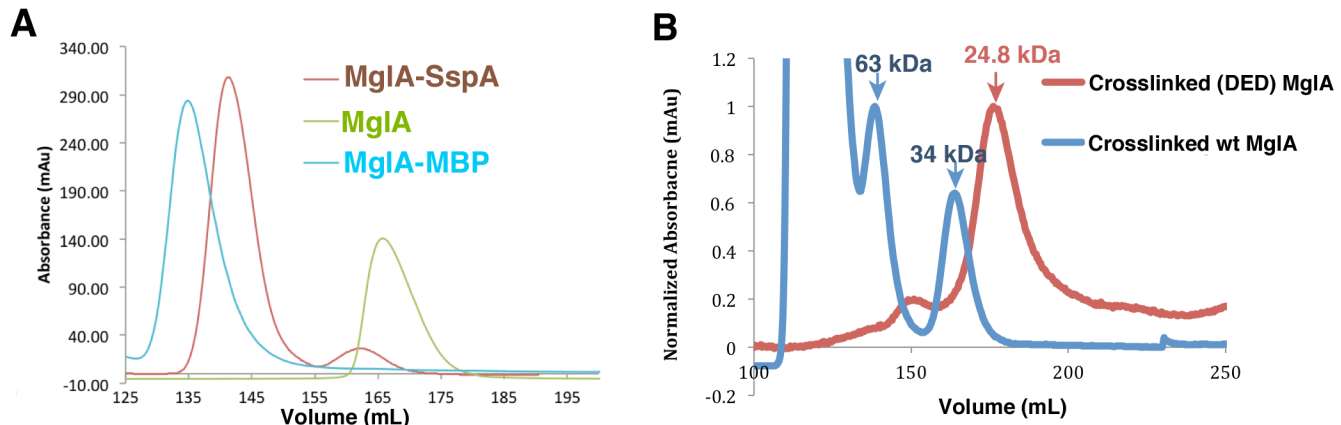 A
340.00
290.00
240.00
190.00
140.00
90.00
40.00
-10.00
Absorbance (mAu)
125 135 145 155 165 175 185 195
Volume (mL)
MglA-SspA
MglA
MglA-MBP
B
1.2
1
0.8
0.6
0.4
0.2
0
-0.2
Normalized Absorbacne (mAu)
100 150 200 250
Volume (mL)
63 kDa
34 kDa
24.8 kDa
Crosslinked (DED) MglA
Crosslinked wt MglA